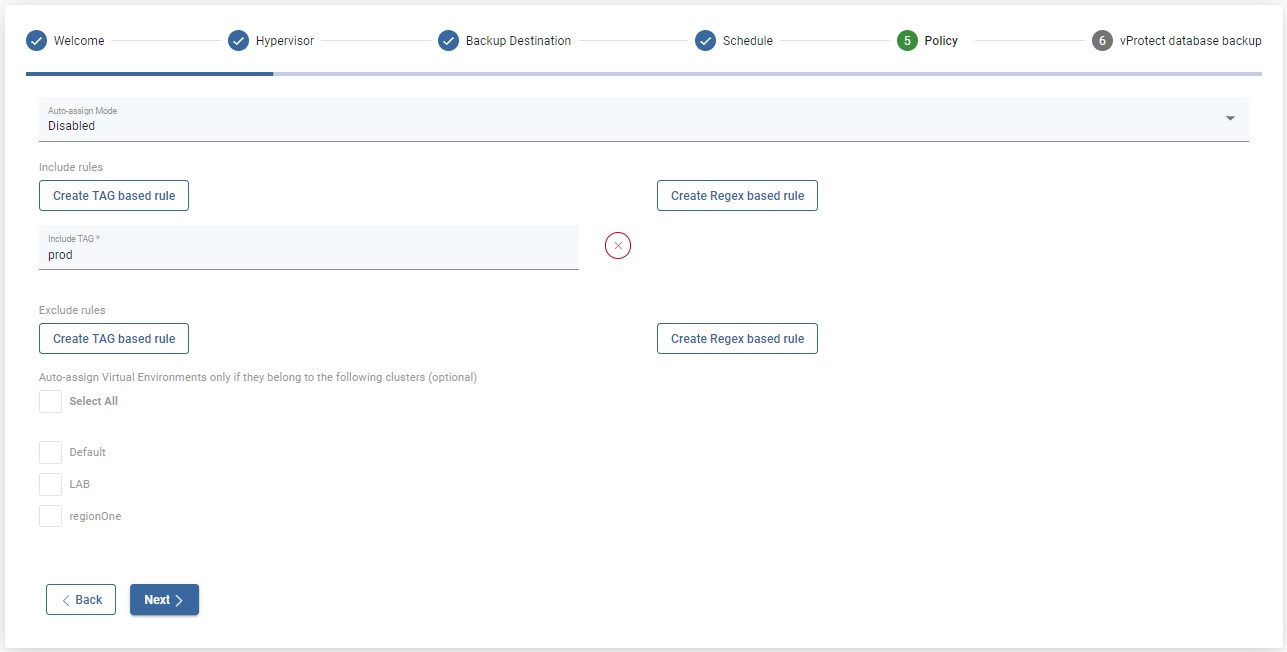 Welcome
Hypervisor
Backup Destination
Schedule
5 Policy
6 vProtect database backup
Auto-assign Mode
Disabled
Include rules
Create TAG based rule
Create Regex based rule
Include TAG *
prod
Exclude rules
Create TAG based rule
Create Regex based rule
Auto-assign Virtual Environments only if they belong to the following clusters (optional)
Select All
Default
LAB
regionOne
Back
Next